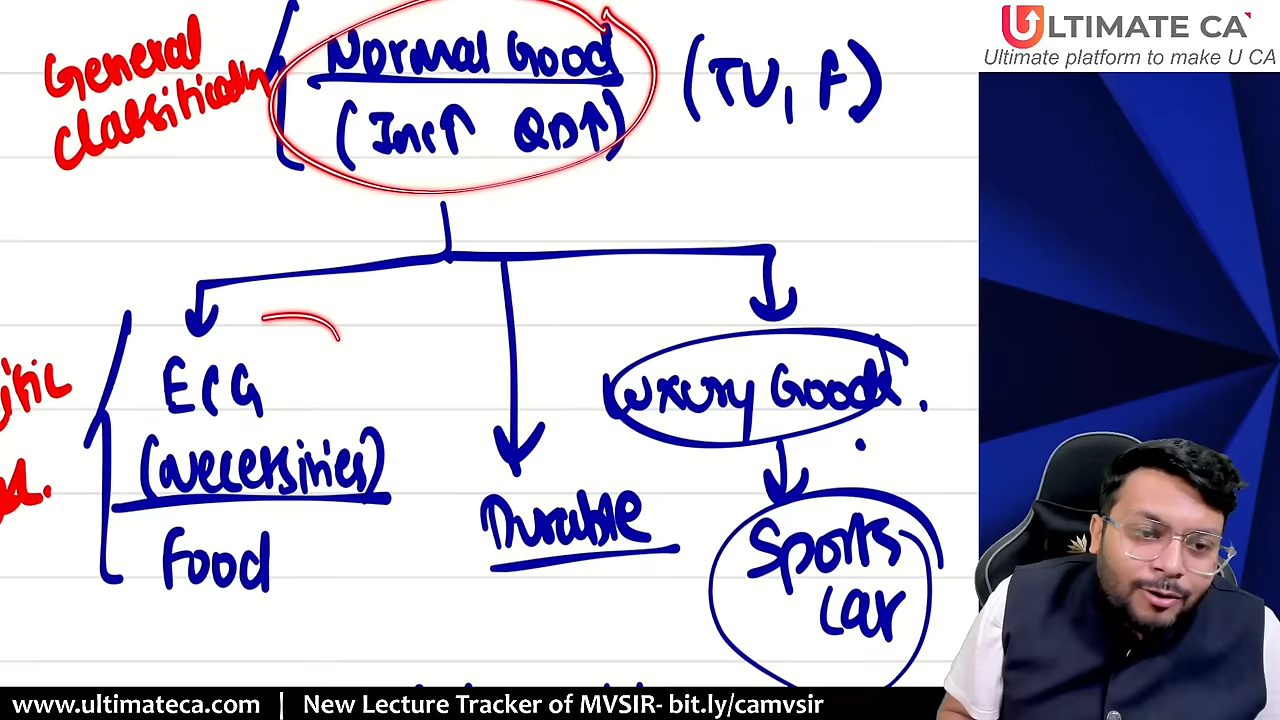 ULTIMATE CA
Ultimate platform to make U CA
General
classification
Normal Good
(Inc↑ QD↑)
(TV, F)
ECG
(Necessities)
Food
Durable
Luxury Goods.
Sports
Car
www.ultimateca.com | New Lecture Tracker of MVSIR- bit.ly/camvsir